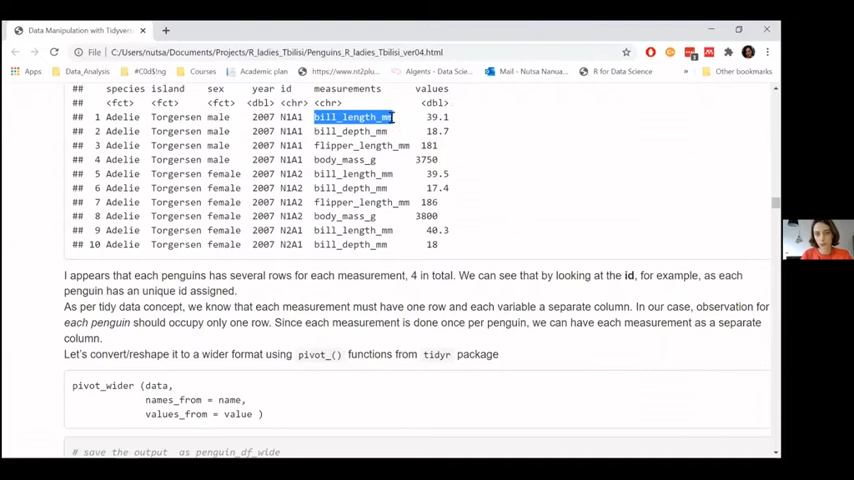 Data Manipulation with Tidyvers
File | C:/Users/nutsa/Documents/Projects/R_ladies_Tbilisi/Penguins_R_ladies_Tbilisi_ver04.html
Apps Data_Analysis #C0d$!ng Courses Academic plan https://www.nt2plu... Algents - Data Scie... Mail - Nutsa Nanua... R for Data Science » Other bookmarks
## species island sex year id measurements values
## <fct> <fct> <fct> <dbl> <chr> <chr> <dbl>
## 1 Adelie Torgersen male 2007 N1A1 bill_length_mm 39.1
## 2 Adelie Torgersen male 2007 N1A1 bill_depth_mm 18.7
## 3 Adelie Torgersen male 2007 N1A1 flipper_length_mm 181
## 4 Adelie Torgersen male 2007 N1A1 body_mass_g 3750
## 5 Adelie Torgersen female 2007 N1A2 bill_length_mm 39.5
## 6 Adelie Torgersen female 2007 N1A2 bill_depth_mm 17.4
## 7 Adelie Torgersen female 2007 N1A2 flipper_length_mm 186
## 8 Adelie Torgersen female 2007 N1A2 body_mass_g 3800
## 9 Adelie Torgersen female 2007 N2A1 bill_length_mm 40.3
## 10 Adelie Torgersen female 2007 N2A1 bill_depth_mm 18
I appears that each penguins has several rows for each measurement, 4 in total. We can see that by looking at the id, for example, as each
penguin has an unique id assigned.
As per tidy data concept, we know that each measurement must have one row and each variable a separate column. In our case, observation for
each penguin should occupy only one row. Since each measurement is done once per penguin, we can have each measurement as a separate
column.
Let's convert/reshape it to a wider format using pivot_() functions from tidyr package
pivot_wider (data,
names_from = name,
values_from = value )
# save the output as penguin_df_wide